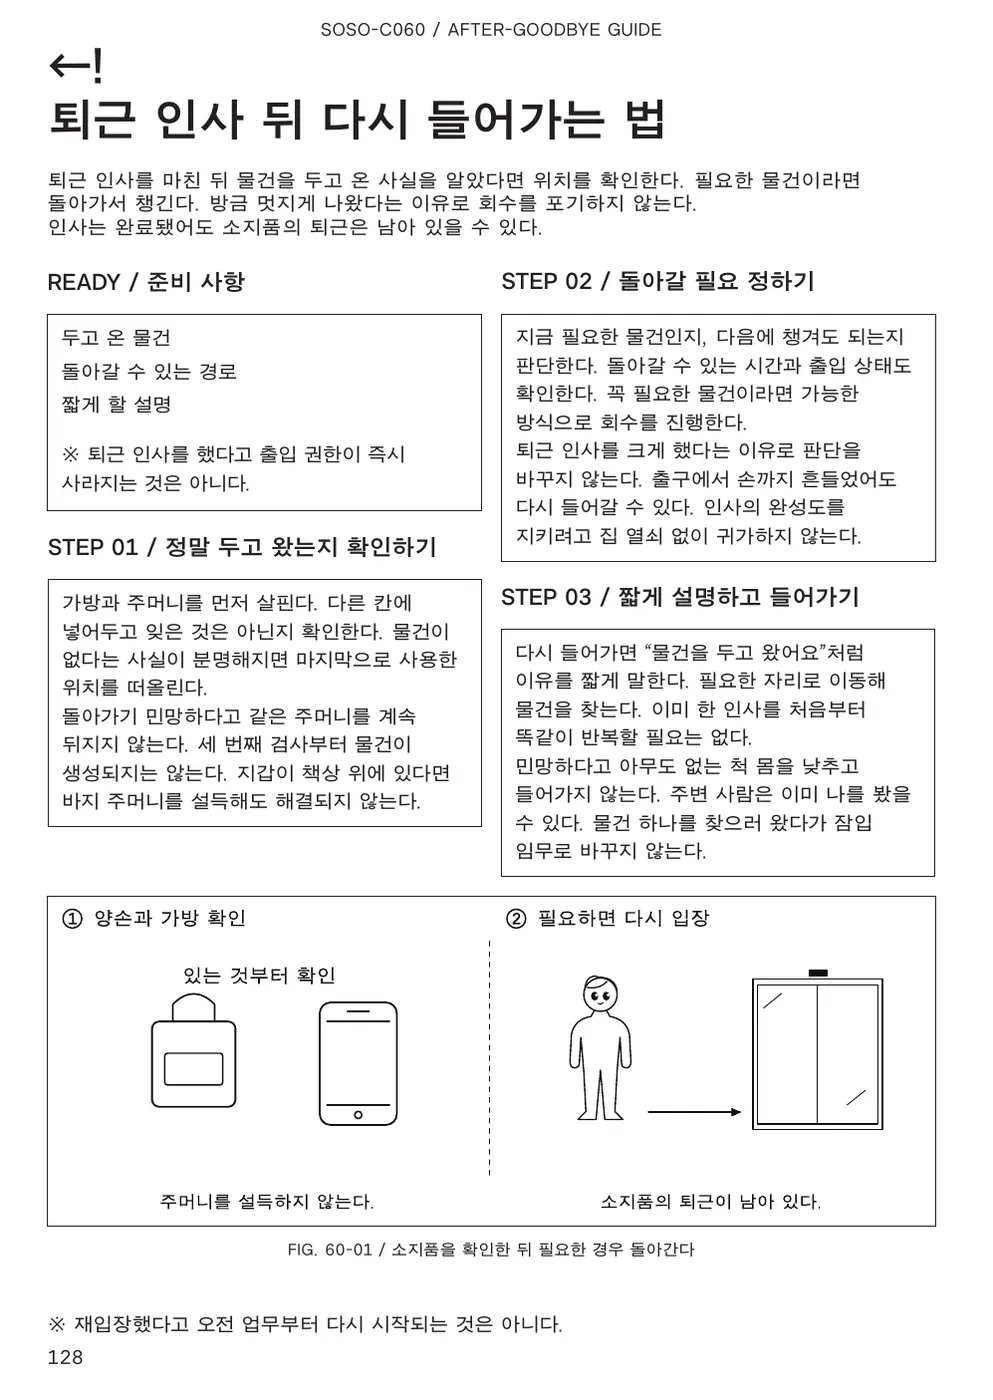 SOSO-C060 / AFTER-GOODBYE GUIDE
←!
퇴근 인사 뒤 다시 들어가는 법
퇴근 인사를 마친 뒤 물건을 두고 온 사실을 알았다면 위치를 확인한다. 필요한 물건이라면
돌아가서 챙긴다. 방금 멋지게 나왔다는 이유로 회수를 포기하지 않는다.
인사는 완료됐어도 소지품의 퇴근은 남아 있을 수 있다.
READY / 준비 사항
두고 온 물건
돌아갈 수 있는 경로
짧게 할 설명
※ 퇴근 인사를 했다고 출입 권한이 즉시
사라지는 것은 아니다.
STEP 01 / 정말 두고 왔는지 확인하기
가방과 주머니를 먼저 살핀다. 다른 칸에
넣어두고 잊은 것은 아닌지 확인한다. 물건이
없다는 사실이 분명해지면 마지막으로 사용한
위치를 떠올린다.
돌아가기 민망하다고 같은 주머니를 계속
뒤지지 않는다. 세 번째 검사부터 물건이
생성되지는 않는다. 지갑이 책상 위에 있다면
바지 주머니를 설득해도 해결되지 않는다.
STEP 02 / 돌아갈 필요 정하기
지금 필요한 물건인지, 다음에 챙겨도 되는지
판단한다. 돌아갈 수 있는 시간과 출입 상태도
확인한다. 꼭 필요한 물건이라면 가능한
방식으로 회수를 진행한다.
퇴근 인사를 크게 했다는 이유로 판단을
바꾸지 않는다. 출구에서 손까지 흔들었어도
다시 들어갈 수 있다. 인사의 완성도를
지키려고 집 열쇠 없이 귀가하지 않는다.
STEP 03 / 짧게 설명하고 들어가기
다시 들어가면 “물건을 두고 왔어요”처럼
이유를 짧게 말한다. 필요한 자리로 이동해
물건을 찾는다. 이미 한 인사를 처음부터
똑같이 반복할 필요는 없다.
민망하다고 아무도 없는 척 몸을 낮추고
들어가지 않는다. 주변 사람은 이미 나를 봤을
수 있다. 물건 하나를 찾으러 왔다가 잠입
임무로 바꾸지 않는다.
① 양손과 가방 확인
있는 것부터 확인
주머니를 설득하지 않는다.
② 필요하면 다시 입장
소지품의 퇴근이 남아 있다.
FIG. 60-01 / 소지품을 확인한 뒤 필요한 경우 돌아간다
※ 재입장했다고 오전 업무부터 다시 시작되는 것은 아니다.
128